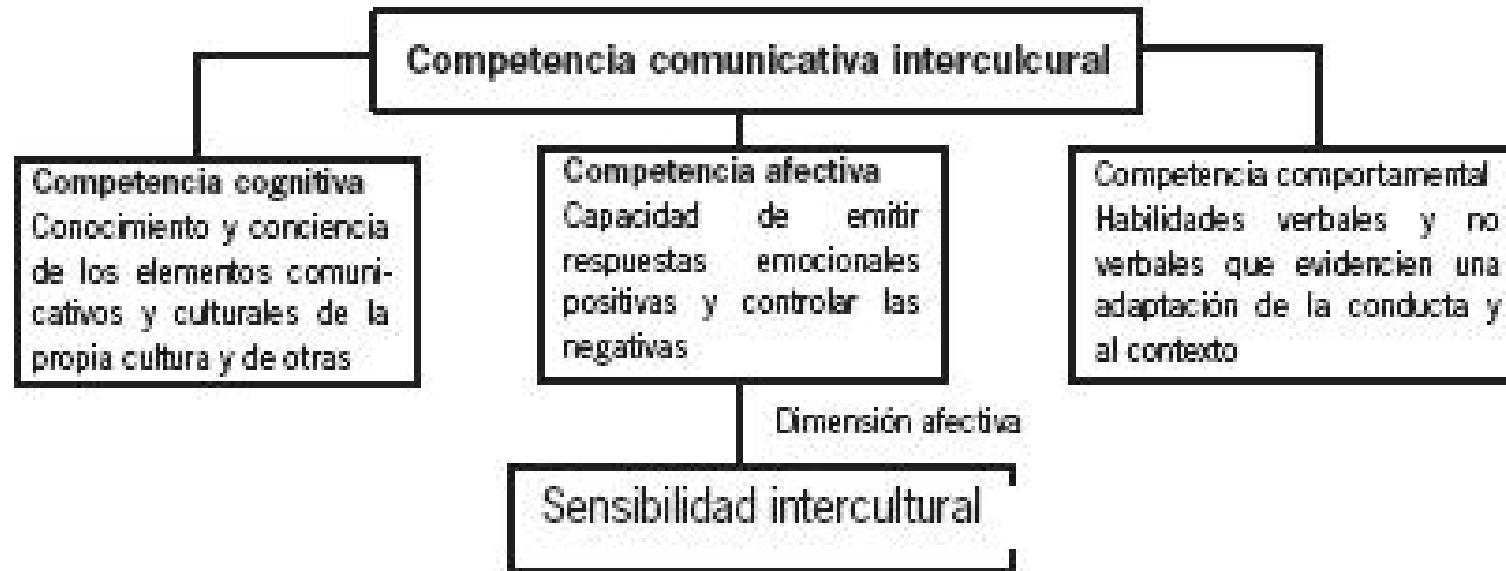 Competencia comunicativa interculcural
Competencia cognitiva
Conocimiento y conciencia
de los elementos comuni-
cativos y culturales de la
propia cultura y de otras
Competencia afectiva
Capacidad de emitir
respuestas emocionales
positivas y controlar las
negativas
Competencia comportamental
Habilidades verbales y no
verbales que evidencien una
adaptación de la conducta y
al contexto
Dimensión afectiva
Sensibilidad intercultural